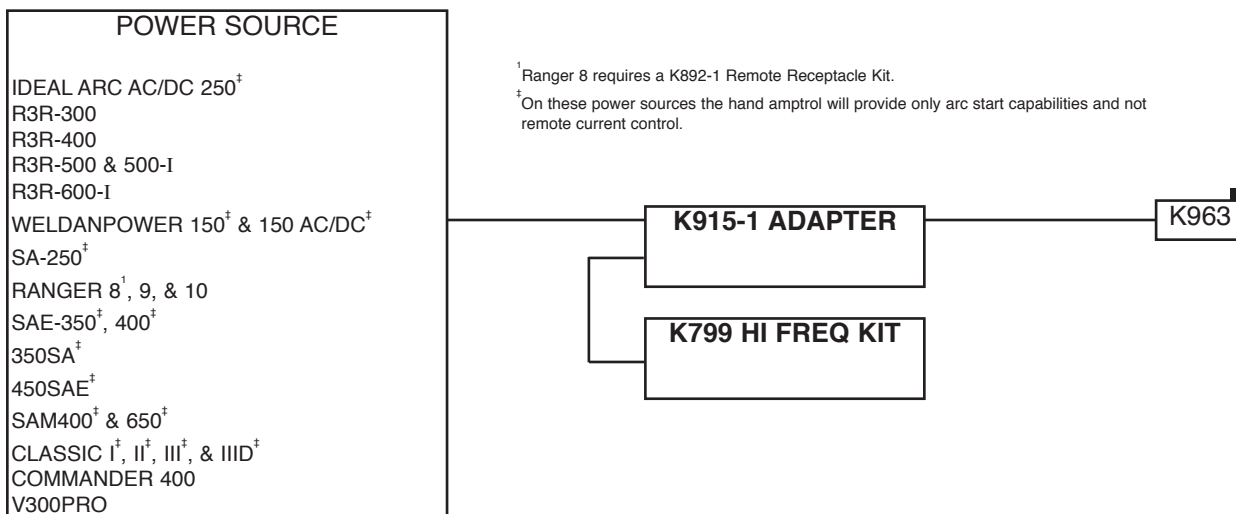 POWER SOURCE
IDEAL ARC AC/DC 250‡
R3R-300
R3R-400
R3R-500 & 500-I
R3R-600-I
WELDANPOWER 150‡ & 150 AC/DC‡
SA-250‡
RANGER 8¹, 9, & 10
SAE-350‡, 400‡
350SA‡
450SAE‡
SAM400‡ & 650‡
CLASSIC I‡, II‡, III‡, & IIID‡
COMMANDER 400
V300PRO
¹Ranger 8 requires a K892-1 Remote Receptacle Kit.
‡On these power sources the hand amptrol will provide only arc start capabilities and not
remote current control.
K915-1 ADAPTER
K799 HI FREQ KIT
K963